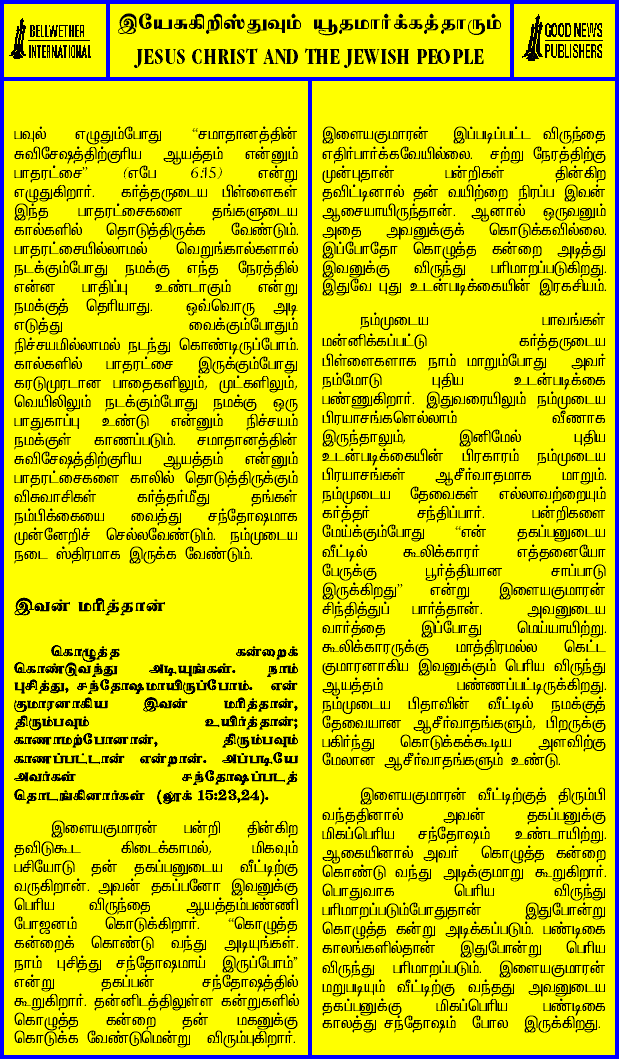 BELLWETHER
INTERNATIONAL
இயேசுகிறிஸ்துவும் யூதமார்க்கத்தாரும்
JESUS CHRIST AND THE JEWISH PEOPLE
GOOD NEWS
PUBLISHERS
பவுல் எழுதும்போது “சமாதானத்தின்
சுவிசேஷத்திற்குரிய ஆயத்தம் என்னும்
பாதரட்சை” (எபே 6:15) என்று
எழுதுகிறார். கர்த்தருடைய பிள்ளைகள்
இந்த பாதரட்சைகளை தங்களுடைய
கால்களில் தொடுத்திருக்க வேண்டும்.
பாதரட்சையில்லாமல் வெறுங்கால்களால்
நடக்கும்போது நமக்கு எந்த நேரத்தில்
என்ன பாதிப்பு உண்டாகும் என்று
நமக்குத் தெரியாது. ஒவ்வொரு அடி
எடுத்து வைக்கும்போதும்
நிச்சயமில்லாமல் நடந்து கொண்டிருப்போம்.
கால்களில் பாதரட்சை இருக்கும்போது
கரடுமுரடான பாதைகளிலும், முட்களிலும்,
வெயிலிலும் நடக்கும்போது நமக்கு ஒரு
பாதுகாப்பு உண்டு என்னும் நிச்சயம்
நமக்குள் காணப்படும். சமாதானத்தின்
சுவிசேஷத்திற்குரிய ஆயத்தம் என்னும்
பாதரட்சைகளை காலில் தொடுத்திருக்கும்
விசுவாசிகள் கர்த்தர்மீது தங்கள்
நம்பிக்கையை வைத்து சந்தோஷமாக
முன்னேறிச் செல்லவேண்டும். நம்முடைய
நடை ஸ்திரமாக இருக்க வேண்டும்.
இவன் மரித்தான்
கொழுத்த கன்றைக்
கொண்டுவந்து அடியுங்கள். நாம்
புசித்து, சந்தோஷமாயிருப்போம். என்
குமாரனாகிய இவன் மரித்தான்,
திரும்பவும் உயிர்த்தான்;
காணாமற்போனான், திரும்பவும்
காணப்பட்டான் என்றான். அப்படியே
அவர்கள் சந்தோஷப்படத்
தொடங்கினார்கள் (லூக் 15:23,24).
இளையகுமாரன் பன்றி தின்கிற
தவிடுகூட கிடைக்காமல், மிகவும்
பசியோடு தன் தகப்பனுடைய வீட்டிற்கு
வருகிறான். அவன் தகப்பனோ இவனுக்கு
பெரிய விருந்தை ஆயத்தம்பண்ணி
போஜனம் கொடுக்கிறார். “கொழுத்த
கன்றைக் கொண்டு வந்து அடியுங்கள்.
நாம் புசித்து சந்தோஷமாய் இருப்போம்”
என்று தகப்பன் சந்தோஷத்தில்
கூறுகிறார். தன்னிடத்திலுள்ள கன்றுகளில்
கொழுத்த கன்றை தன் மகனுக்கு
கொடுக்க வேண்டுமென்று விரும்புகிறார்.
இளையகுமாரன் இப்படிப்பட்ட விருந்தை
எதிர்பார்க்கவேயில்லை. சற்று நேரத்திற்கு
முன்புதான் பன்றிகள் தின்கிற
தவிட்டினால் தன் வயிற்றை நிரப்ப இவன்
ஆசையாயிருந்தான். ஆனால் ஒருவனும்
அதை அவனுக்குக் கொடுக்கவில்லை.
இப்போதோ கொழுத்த கன்றை அடித்து
இவனுக்கு விருந்து பரிமாறப்படுகிறது.
இதுவே புது உடன்படிக்கையின் இரகசியம்.
நம்முடைய பாவங்கள்
மன்னிக்கப்பட்டு கர்த்தருடைய
பிள்ளைகளாக நாம் மாறும்போது அவர்
நம்மோடு புதிய உடன்படிக்கை
பண்ணுகிறார். இதுவரையிலும் நம்முடைய
பிரயாசங்களெல்லாம் வீணாக
இருந்தாலும், இனிமேல் புதிய
உடன்படிக்கையின் பிரகாரம் நம்முடைய
பிரயாசங்கள் ஆசீர்வாதமாக மாறும்.
நம்முடைய தேவைகள் எல்லாவற்றையும்
கர்த்தர் சந்திப்பார். பன்றிகளை
மேய்க்கும்போது “என் தகப்பனுடைய
வீட்டில் கூலிக்காரர் எத்தனையோ
பேருக்கு பூர்த்தியான சாப்பாடு
இருக்கிறது” என்று இளையகுமாரன்
சிந்தித்துப் பார்த்தான். அவனுடைய
வார்த்தை இப்போது மெய்யாயிற்று.
கூலிக்காரருக்கு மாத்திரமல்ல கெட்ட
குமாரனாகிய இவனுக்கும் பெரிய விருந்து
ஆயத்தம் பண்ணப்பட்டிருக்கிறது.
நம்முடைய பிதாவின் வீட்டில் நமக்குத்
தேவையான ஆசீர்வாதங்களும், பிறருக்கு
பகிர்ந்து கொடுக்கக்கூடிய அளவிற்கு
மேலான ஆசீர்வாதங்களும் உண்டு.
இளையகுமாரன் வீட்டிற்குத் திரும்பி
வந்ததினால் அவன் தகப்பனுக்கு
மிகப்பெரிய சந்தோஷம் உண்டாயிற்று.
ஆகையினால் அவர் கொழுத்த கன்றை
கொண்டு வந்து அடிக்குமாறு கூறுகிறார்.
பொதுவாக பெரிய விருந்து
பரிமாறப்படும்போதுதான் இதுபோன்று
கொழுத்த கன்று அடிக்கப்படும். பண்டிகை
காலங்களில்தான் இதுபோன்று பெரிய
விருந்து பரிமாறப்படும். இளையகுமாரன்
மறுபடியும் வீட்டிற்கு வந்தது அவனுடைய
தகப்பனுக்கு மிகப்பெரிய பண்டிகை
காலத்து சந்தோஷம் போல இருக்கிறது.